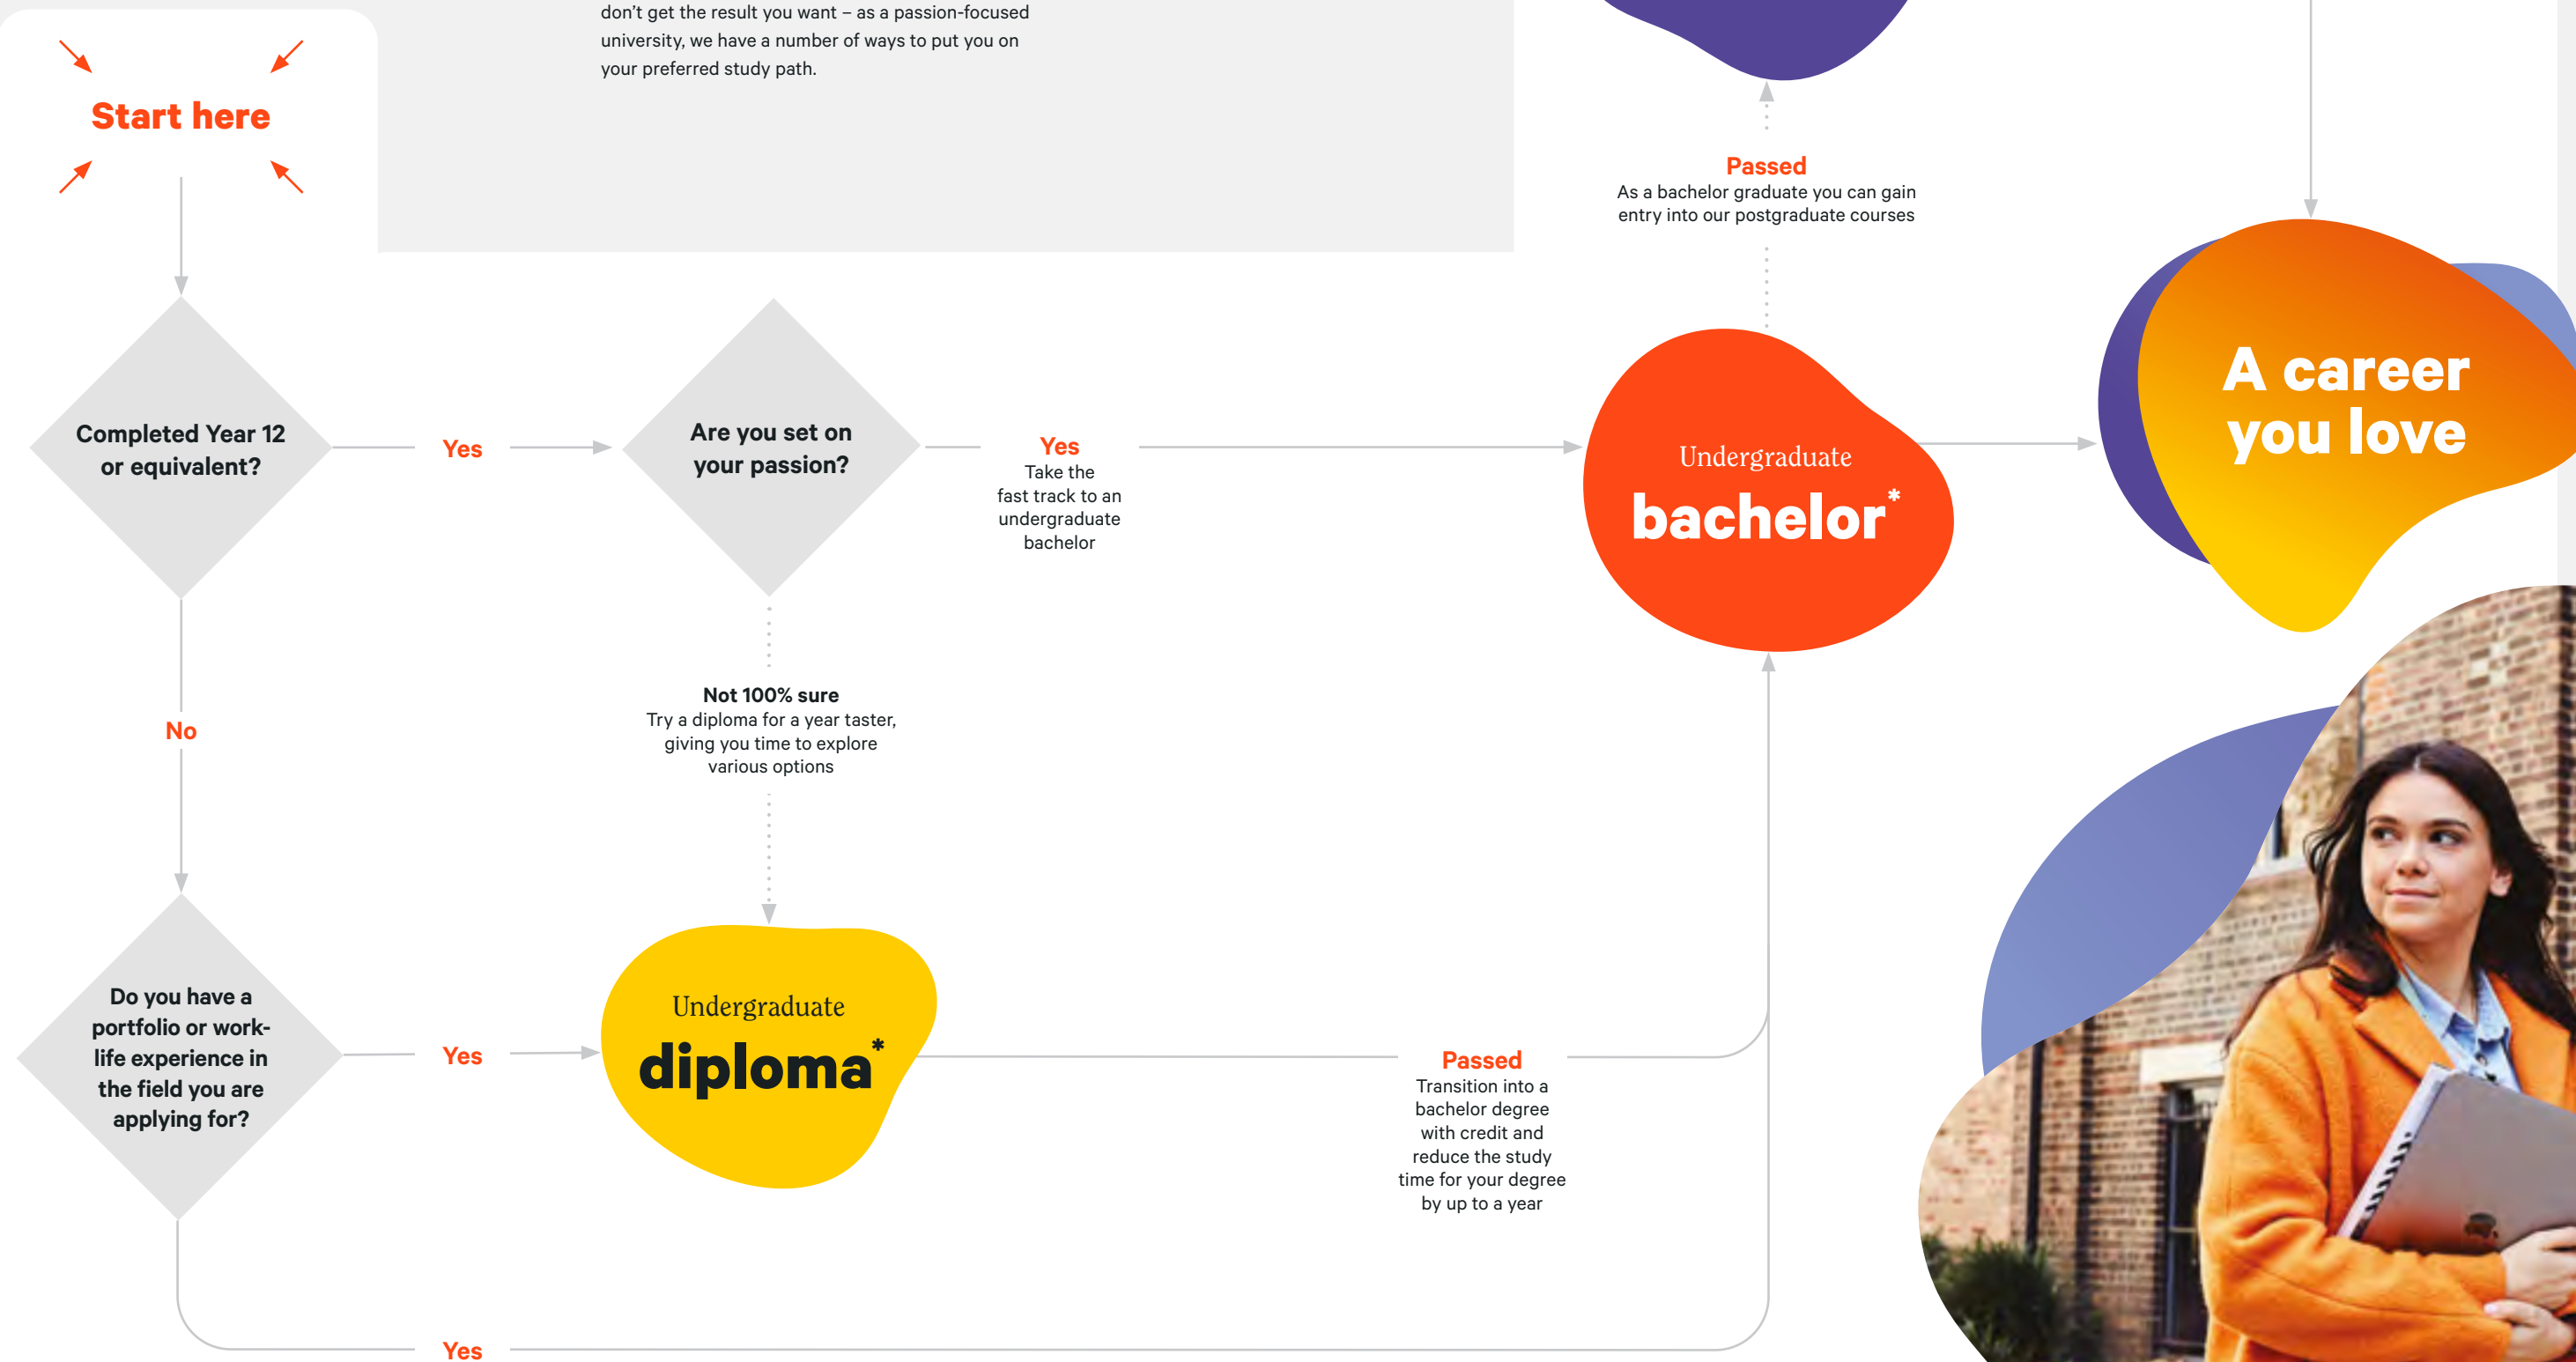 don't get the result you want – as a passion-focused
university, we have a number of ways to put you on
your preferred study path.
Start here
Passed
As a bachelor graduate you can gain
entry into our postgraduate courses
Completed Year 12
or equivalent?
Yes
Are you set on
your passion?
Yes
Take the
fast track to an
undergraduate
bachelor
Undergraduate
bachelor*
A career
you love
No
Not 100% sure
Try a diploma for a year taster,
giving you time to explore
various options
Do you have a
portfolio or work-
life experience in
the field you are
applying for?
Yes
Undergraduate
diploma*
Passed
Transition into a
bachelor degree
with credit and
reduce the study
time for your degree
by up to a year
Yes